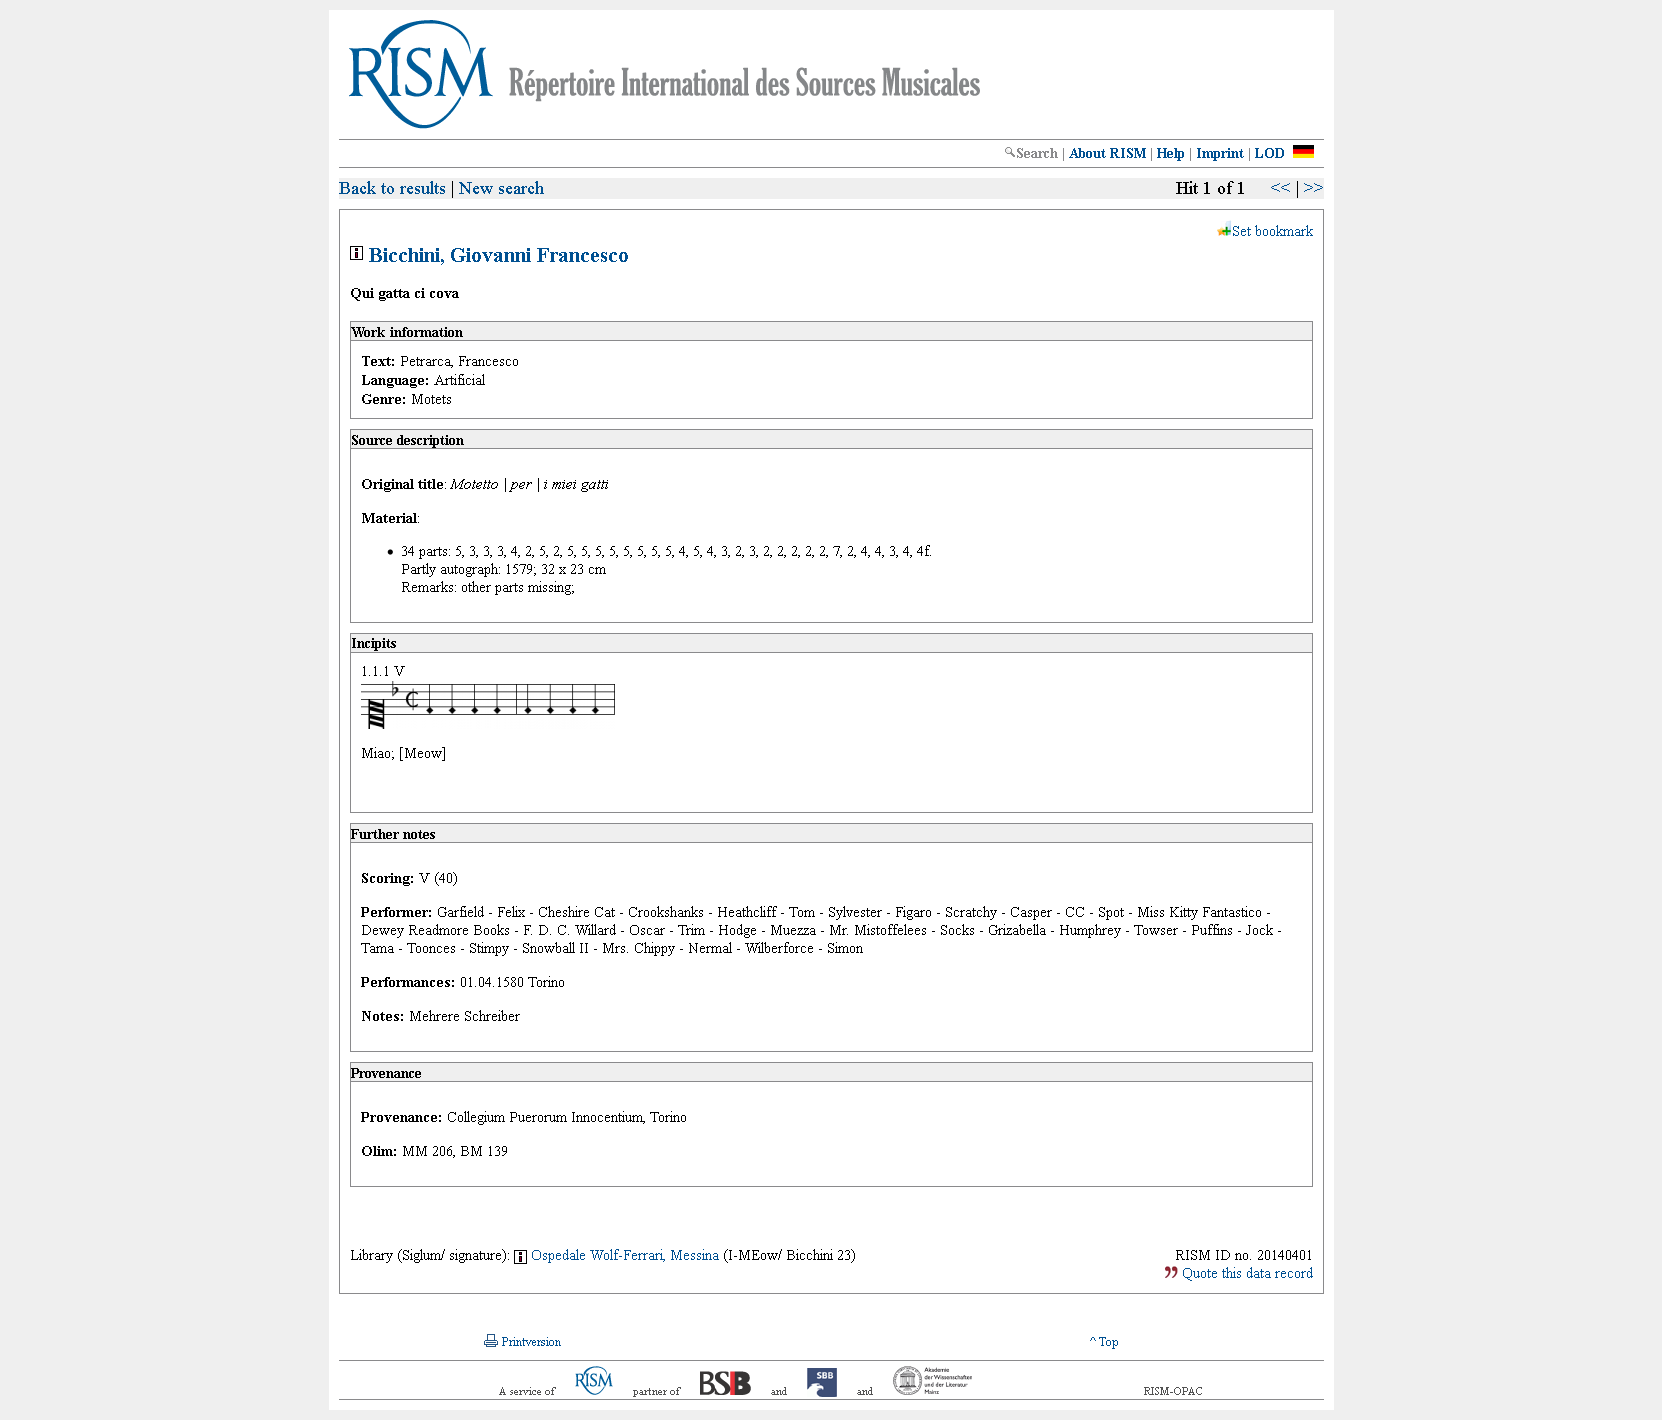 RISM Répertoire International des Sources Musicales
Search | About RISM | Help | Imprint | LOD
Back to results | New search Hit 1 of 1 << | >>
Set bookmark
Bicchini, Giovanni Francesco
Qui gatta ci cova
Work information
Text: Petrarca, Francesco
Language: Artificial
Genre: Motets
Source description
Original title: Motetto | per | i miei gatti
Material:
34 parts: 5, 3, 3, 3, 4, 2, 5, 2, 5, 5, 5, 5, 5, 5, 5, 5, 4, 5, 4, 3, 2, 3, 2, 2, 2, 2, 2, 7, 2, 4, 4, 3, 4, 4f.
Partly autograph: 1579; 32 x 23 cm
Remarks: other parts missing;
Incipits
1.1.1 V
Miao; [Meow]
Further notes
Scoring: V (40)
Performer: Garfield - Felix - Cheshire Cat - Crookshanks - Heathcliff - Tom - Sylvester - Figaro - Scratchy - Casper - CC - Spot - Miss Kitty Fantastico -
Dewey Readmore Books - F. D. C. Willard - Oscar - Trim - Hodge - Muezza - Mr. Mistoffelees - Socks - Grizabella - Humphrey - Towser - Puffins - Jock -
Tama - Toonces - Stimpy - Snowball II - Mrs. Chippy - Nermal - Wilberforce - Simon
Performances: 01.04.1580 Torino
Notes: Mehrere Schreiber
Provenance
Provenance: Collegium Puerorum Innocentium, Torino
Olim: MM 206, BM 139
Library (Siglum/ signature): Ospedale Wolf-Ferrari, Messina (I-MEow/ Bicchini 23) RISM ID no. 20140401
Quote this data record
Printversion ^ Top
A service of RISM partner of BSB and SBB and Akademie der Wissenschaften und der Literatur Mainz RISM-OPAC